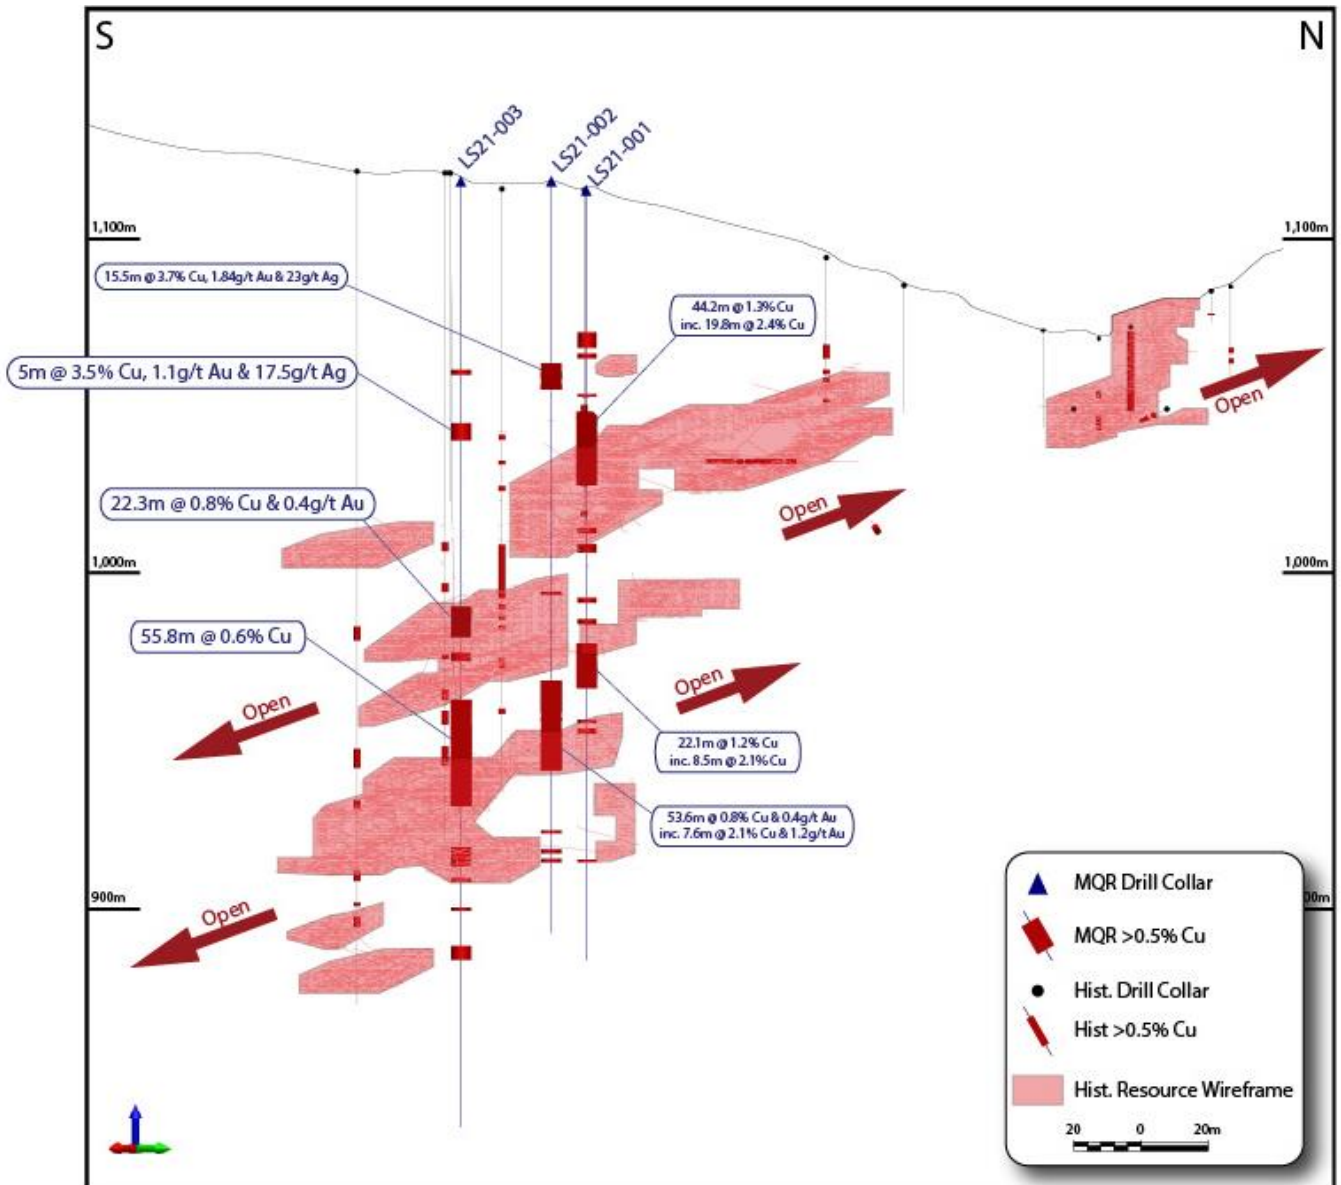 S
N
LS21-003
LS21-002
LS21-001
1,100m
1,100m
15.5m @ 3.7% Cu, 1.84g/t Au & 23g/t Ag
44.2m @ 1.3% Cu
inc. 19.8m @ 2.4% Cu
5m @ 3.5% Cu, 1.1g/t Au & 17.5g/t Ag
Open
22.3m @ 0.8% Cu & 0.4g/t Au
Open
1,000m
1,000m
55.8m @ 0.6% Cu
Open
Open
22.1m @ 1.2% Cu
inc. 8.5m @ 2.1% Cu
53.6m @ 0.8% Cu & 0.4g/t Au
inc. 7.6m @ 2.1% Cu & 1.2g/t Au
900m
00m
Open
MQR Drill Collar
MQR >0.5% Cu
Hist. Drill Collar
Hist >0.5% Cu
Hist. Resource Wireframe
20 0 20m